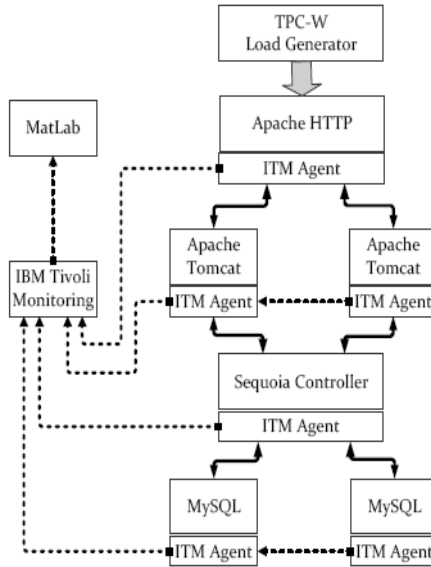 TPC-W
Load Generator
MatLab
Apache HTTP
ITM Agent
Apache
Tomcat
ITM Agent
Apache
Tomcat
ITM Agent
IBM Tivoli
Monitoring
Sequoia Controller
ITM Agent
MySQL
ITM Agent
MySQL
ITM Agent